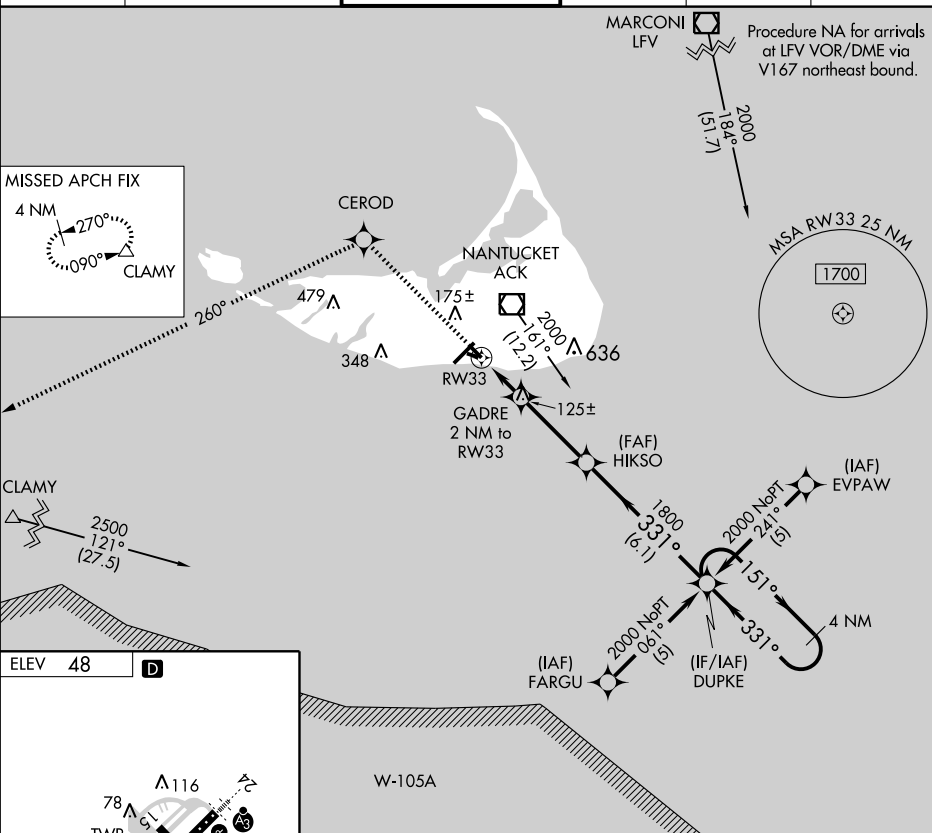 MARCONI
LFV
Procedure NA for arrivals
at LFV VOR/DME via
V167 northeast bound.
2000
184°
(51.7)
MISSED APCH FIX
4 NM
270°
090°
CLAMY
CEROD
NANTUCKET
ACK
MSA RW33 25 NM
1700
260°
479
175±
348
2000
161°
(12.2)
636
RW33
GADRE
2 NM to
RW33
125±
(FAF)
HIKSO
(IAF)
EVPAW
CLAMY
2500
121°
(27.5)
1800
331°
(6.1)
2000 NoPT
241°
(5)
151°
331°
4 NM
2000 NoPT
061°
(5)
(IAF)
FARGU
(IF/IAF)
DUPKE
ELEV 48
D
W-105A
116
24
78
15
A3
TWR